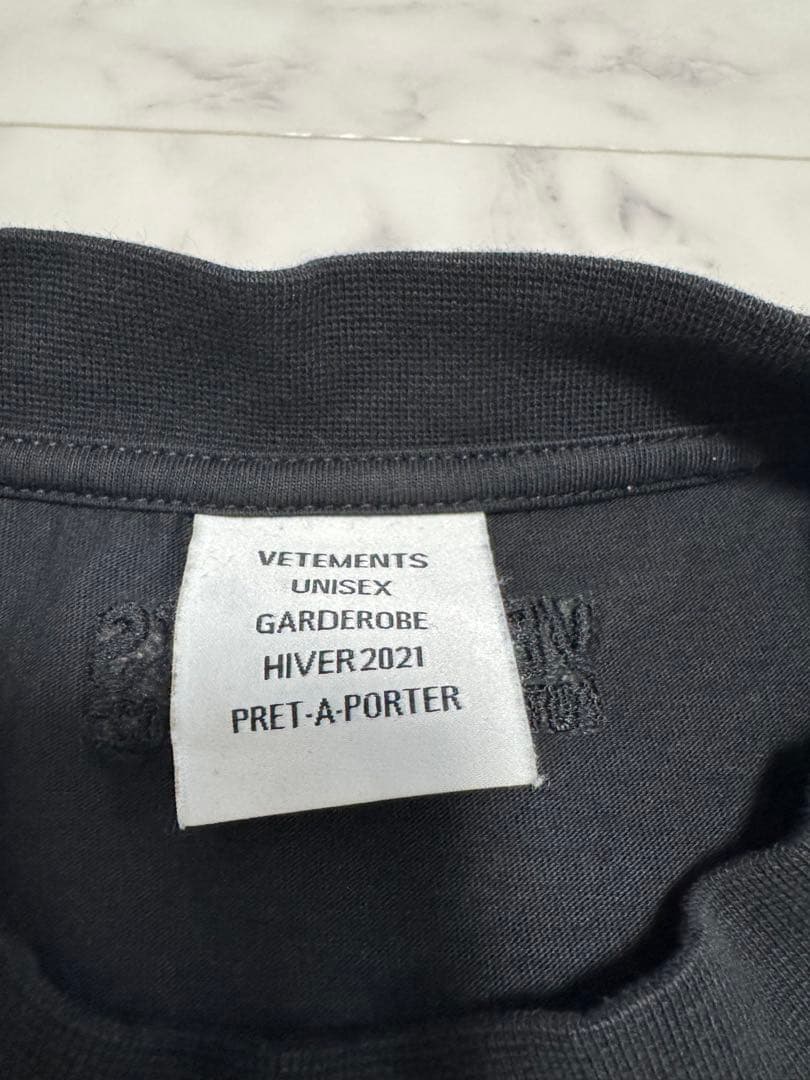 VETEMENTS
UNISEX
GARDEROBE
HIVER 2021
PRET-A-PORTER